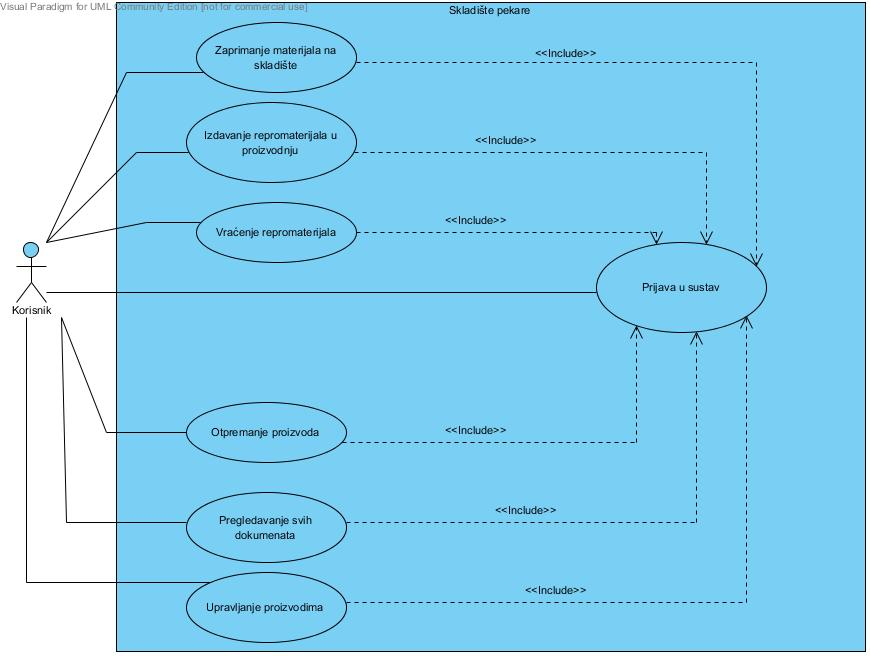 Visual Paradigm for UML Community Edition [not for commercial use]
Skladište pekare
Zaprimanje materijala na
skladište
<<Include>>
Izdavanje repromaterijala u
proizvodnju
<<Include>>
Vraćenje repromaterijala
<<Include>>
Prijava u sustav
Korisnik
Otpremanje proizvoda
<<Include>>
Pregledavanje svih
dokumenata
<<Include>>
Upravljanje proizvodima
<<Include>>